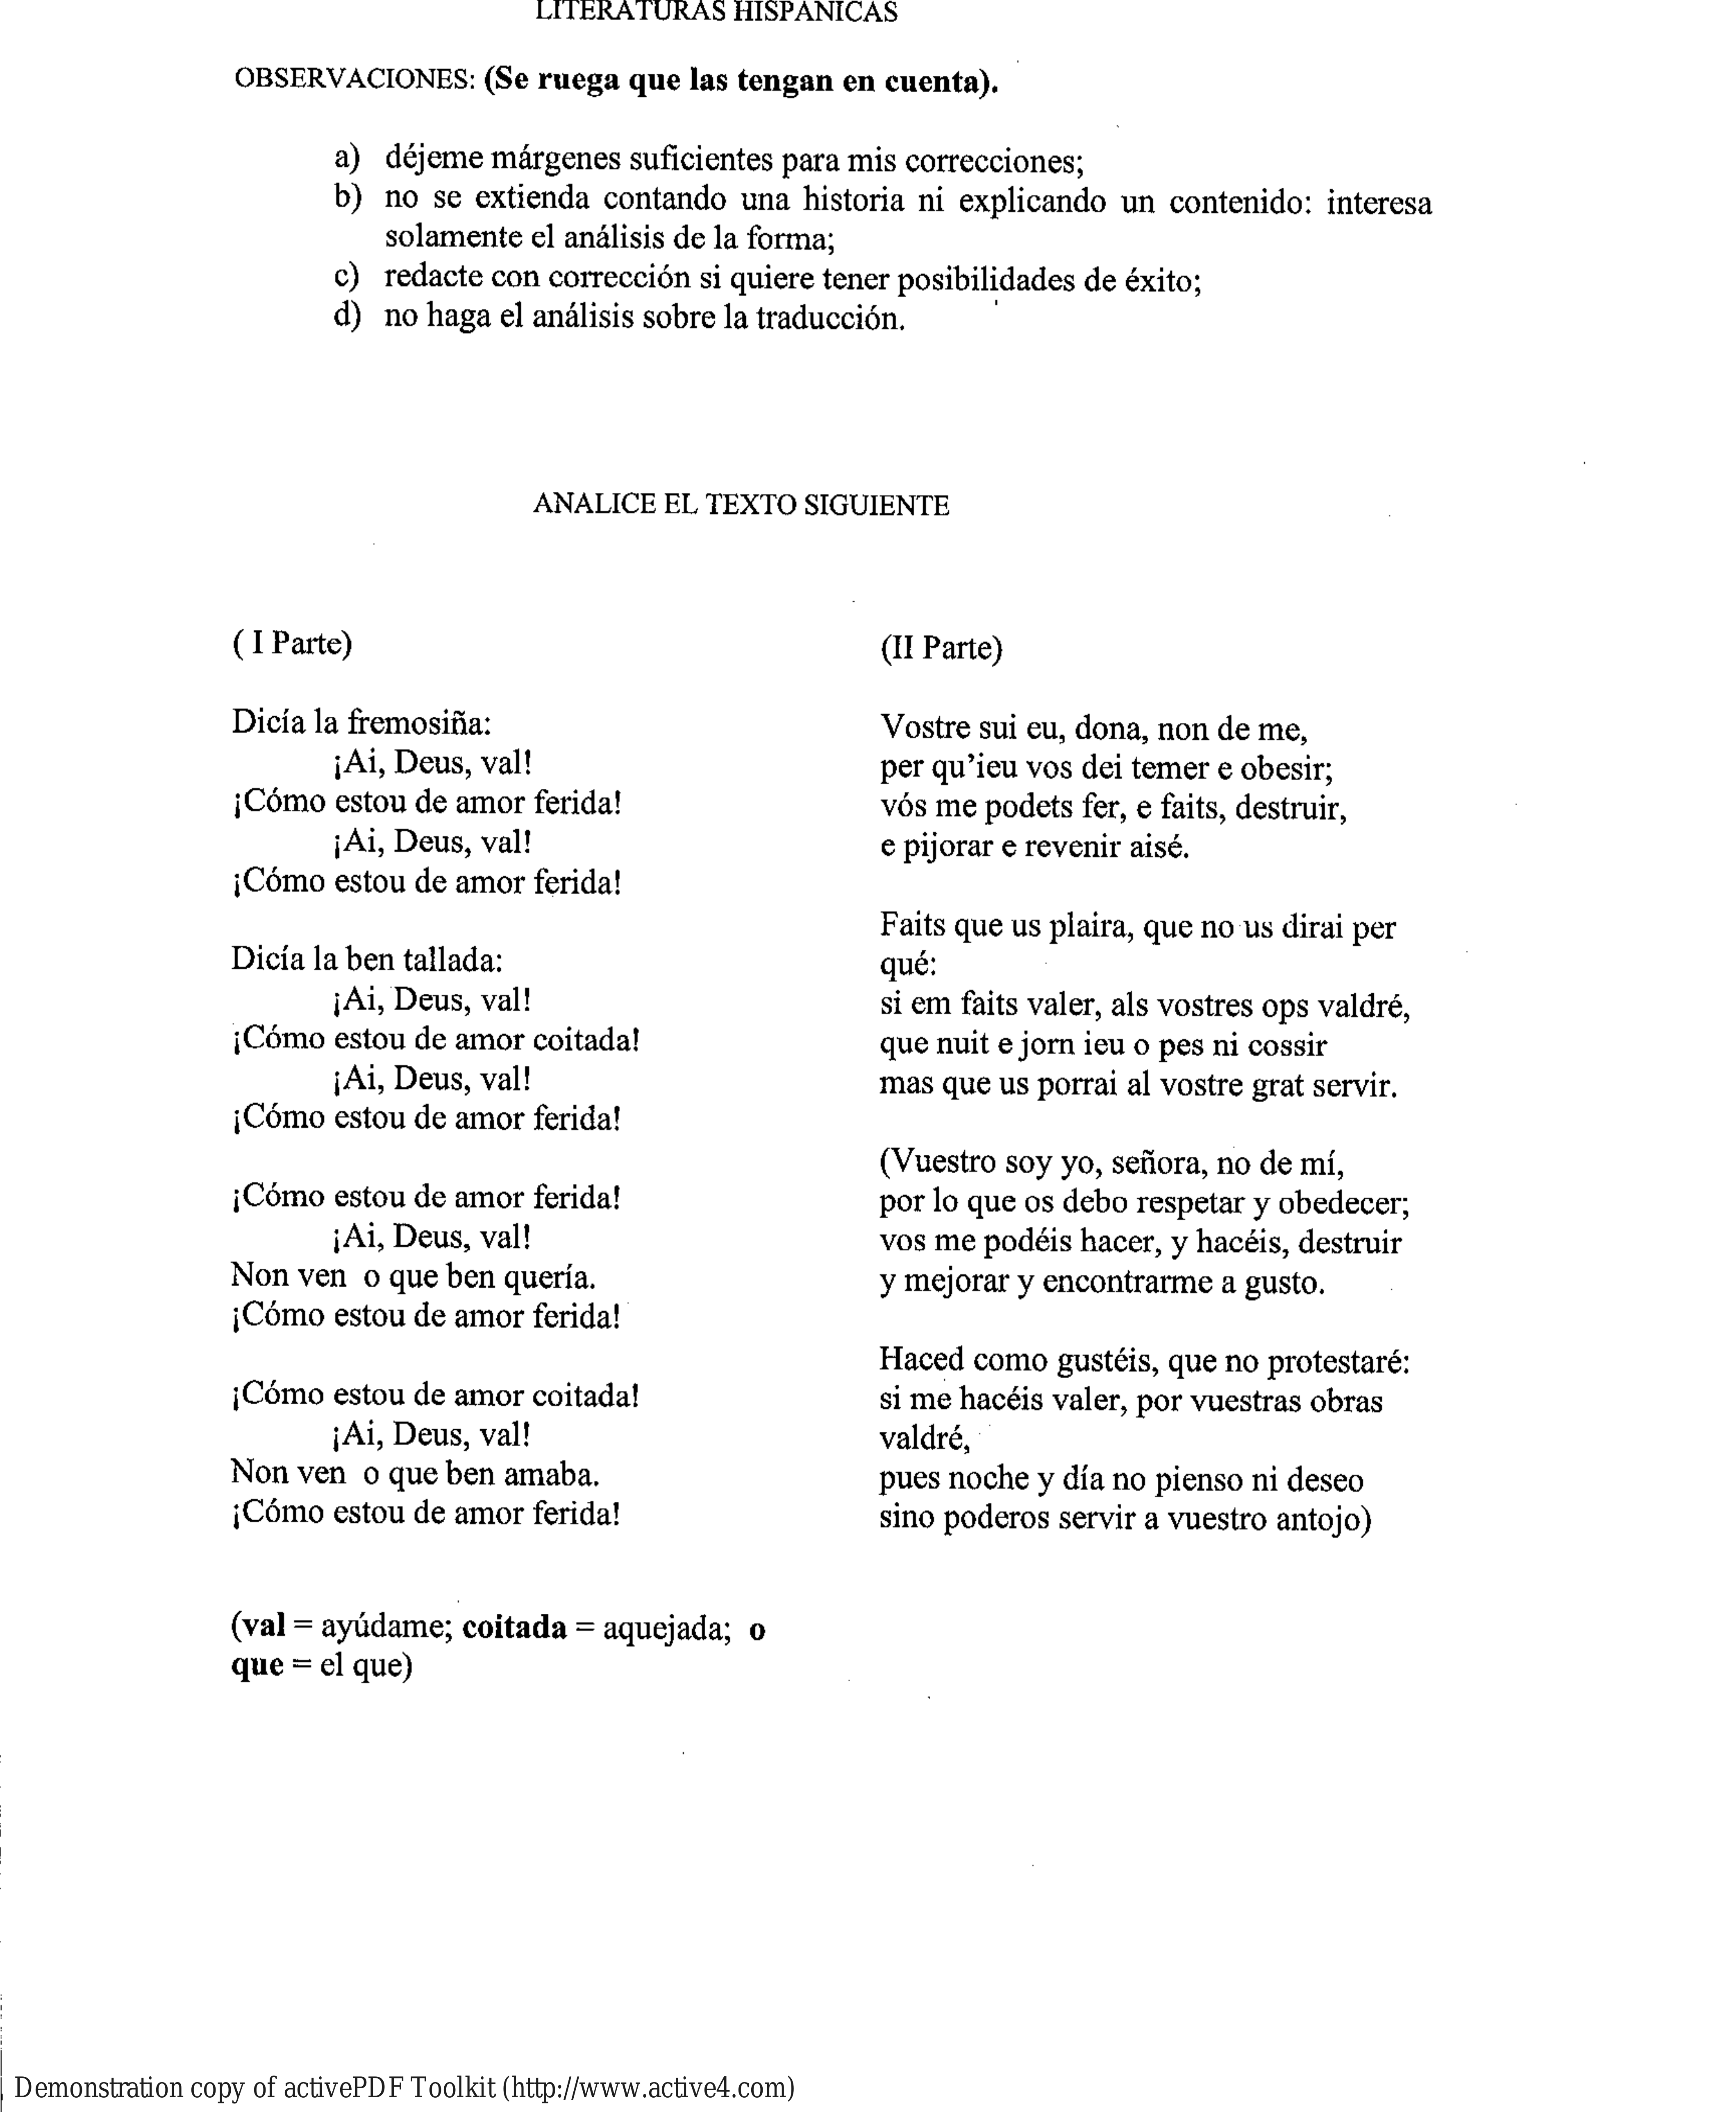 LITERATURAS HISPANICAS
OBSERVACIONES: (Se ruega que las tengan en cuenta).
a) déjeme márgenes suficientes para mis correcciones;
b) no se extienda contando una historia ni explicando un contenido: interesa
solamente el análisis de la forma;
c) redacte con corrección si quiere tener posibilidades de éxito;
d) no haga el análisis sobre la traducción.
ANALICE EL TEXTO SIGUIENTE
( I Parte)
Dicía la fremosiña:
¡Ai, Deus, val!
¡Cómo estou de amor ferida!
¡Ai, Deus, val!
¡Cómo estou de amor ferida!
Dicía la ben tallada:
¡Ai, Deus, val!
¡Cómo estou de amor coitada!
¡Ai, Deus, val!
¡Cómo estou de amor ferida!
¡Cómo estou de amor ferida!
¡Ai, Deus, val!
Non ven o que ben quería.
¡Cómo estou de amor ferida!
¡Cómo estou de amor coitada!
¡Ai, Deus, val!
Non ven o que ben amaba.
¡Cómo estou de amor ferida!
(val = ayúdame; coitada = aquejada; o
que = el que)
(II Parte)
Vostre sui eu, dona, non de me,
per qu'ieu vos dei temer e obesir;
vós me podets fer, e faits, destruir,
e pijorar e revenir aisé.
Faits que us plaira, que no us dirai per
qué:
si em faits valer, als vostres ops valdré,
que nuit e jorn ieu o pes ni cossir
mas que us porrai al vostre grat servir.
(Vuestro soy yo, señora, no de mí,
por lo que os debo respetar y obedecer;
vos me podéis hacer, y hacéis, destruir
y mejorar y encontrarme a gusto.
Haced como gustéis, que no protestaré:
si me hacéis valer, por vuestras obras
valdré,
pues noche y día no pienso ni deseo
sino poderos servir a vuestro antojo)
Demonstration copy of activePDF Toolkit (http://www.active4.com)